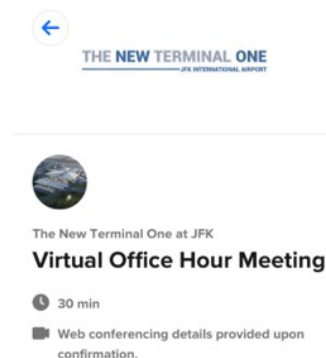 THE NEW TERMINAL ONE
JFK INTERNATIONAL AIRPORT
The New Terminal One at JFK
Virtual Office Hour Meeting
30 min
Web conferencing details provided upon
confirmation.